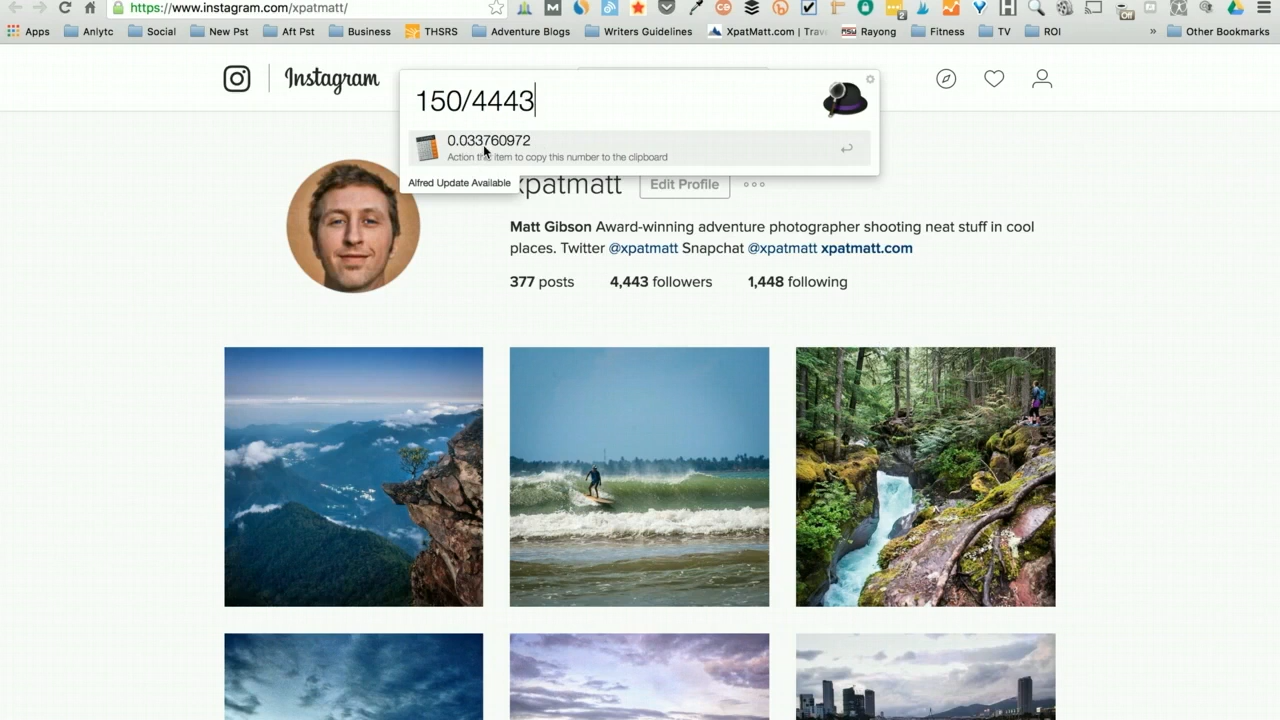 https://www.instagram.com/xpatmatt/
Apps Anlytc Social New Pst Aft Pst Business THSRS Adventure Blogs Writers Guidelines XpatMatt.com | Trav Rayong Fitness TV ROI » Other Bookmarks
Instagram
150/4443
0.033760972
Action this item to copy this number to the clipboard
Alfred Update Available
xpatmatt Edit Profile
Matt Gibson Award-winning adventure photographer shooting neat stuff in cool
places. Twitter @xpatmatt Snapchat @xpatmatt xpatmatt.com
377 posts 4,443 followers 1,448 following